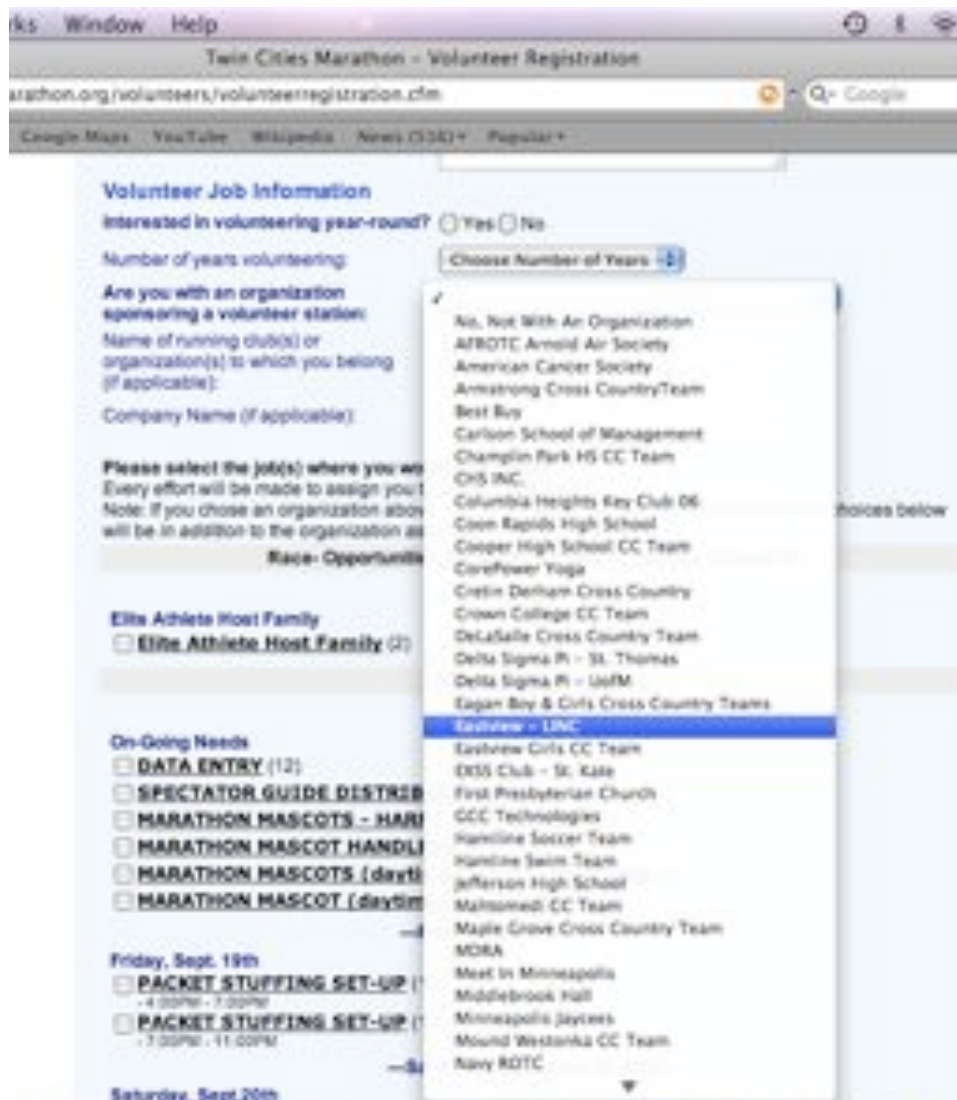 ks Window Help
Twin Cities Marathon – Volunteer Registration
arathon.org/volunteers/volunteerregistration.cfm
Google
Google Maps YouTube Wikipedia News Popular
Volunteer Job Information
Interested in volunteering year-round? Yes No
Number of years volunteering: Choose Number of Years
Are you with an organization
sponsoring a volunteer station:
Name of running club(s) or
organization(s) to which you belong
(if applicable):
Company Name (if applicable):
✓
No, Not With An Organization
AFROTC Arnold Air Society
American Cancer Society
Armstrong Cross CountryTeam
Best Buy
Carlson School of Management
Champlin Park HS CC Team
CHS INC.
Columbia Heights Key Club 06
Coon Rapids High School
Cooper High School CC Team
CorePower Yoga
Cretin Derham Cross Country
Crown College CC Team
DeLaSalle Cross Country Team
Delta Sigma Pi – St. Thomas
Delta Sigma Pi – UofM
Eagan Boy & Girls Cross Country Teams
Eastview – LINC
Eastview Girls CC Team
EXSS Club – St. Kate
First Presbyterian Church
GCC Technologies
Hamline Soccer Team
Hamline Swim Team
Jefferson High School
Mahtomedi CC Team
Maple Grove Cross Country Team
MDRA
Meet In Minneapolis
Middlebrook Hall
Minneapolis Jaycees
Mound Westonka CC Team
Navy ROTC
Please select the job(s) where you wo
Every effort will be made to assign you t
Note: If you chose an organization abov
hoices below
will be in addition to the organization as
Race- Opportunitie
Elite Athlete Host Family
Elite Athlete Host Family (2)
On-Going Needs
DATA ENTRY (12)
SPECTATOR GUIDE DISTRIB
MARATHON MASCOTS – HARR
MARATHON MASCOT HANDLE
MARATHON MASCOTS (dayti
MARATHON MASCOT (daytim
Friday, Sept. 19th
PACKET STUFFING SET-UP (
- 4:00PM - 7:00PM
PACKET STUFFING SET-UP (
- 7:00PM - 11:00PM
Saturday, Sept.20th